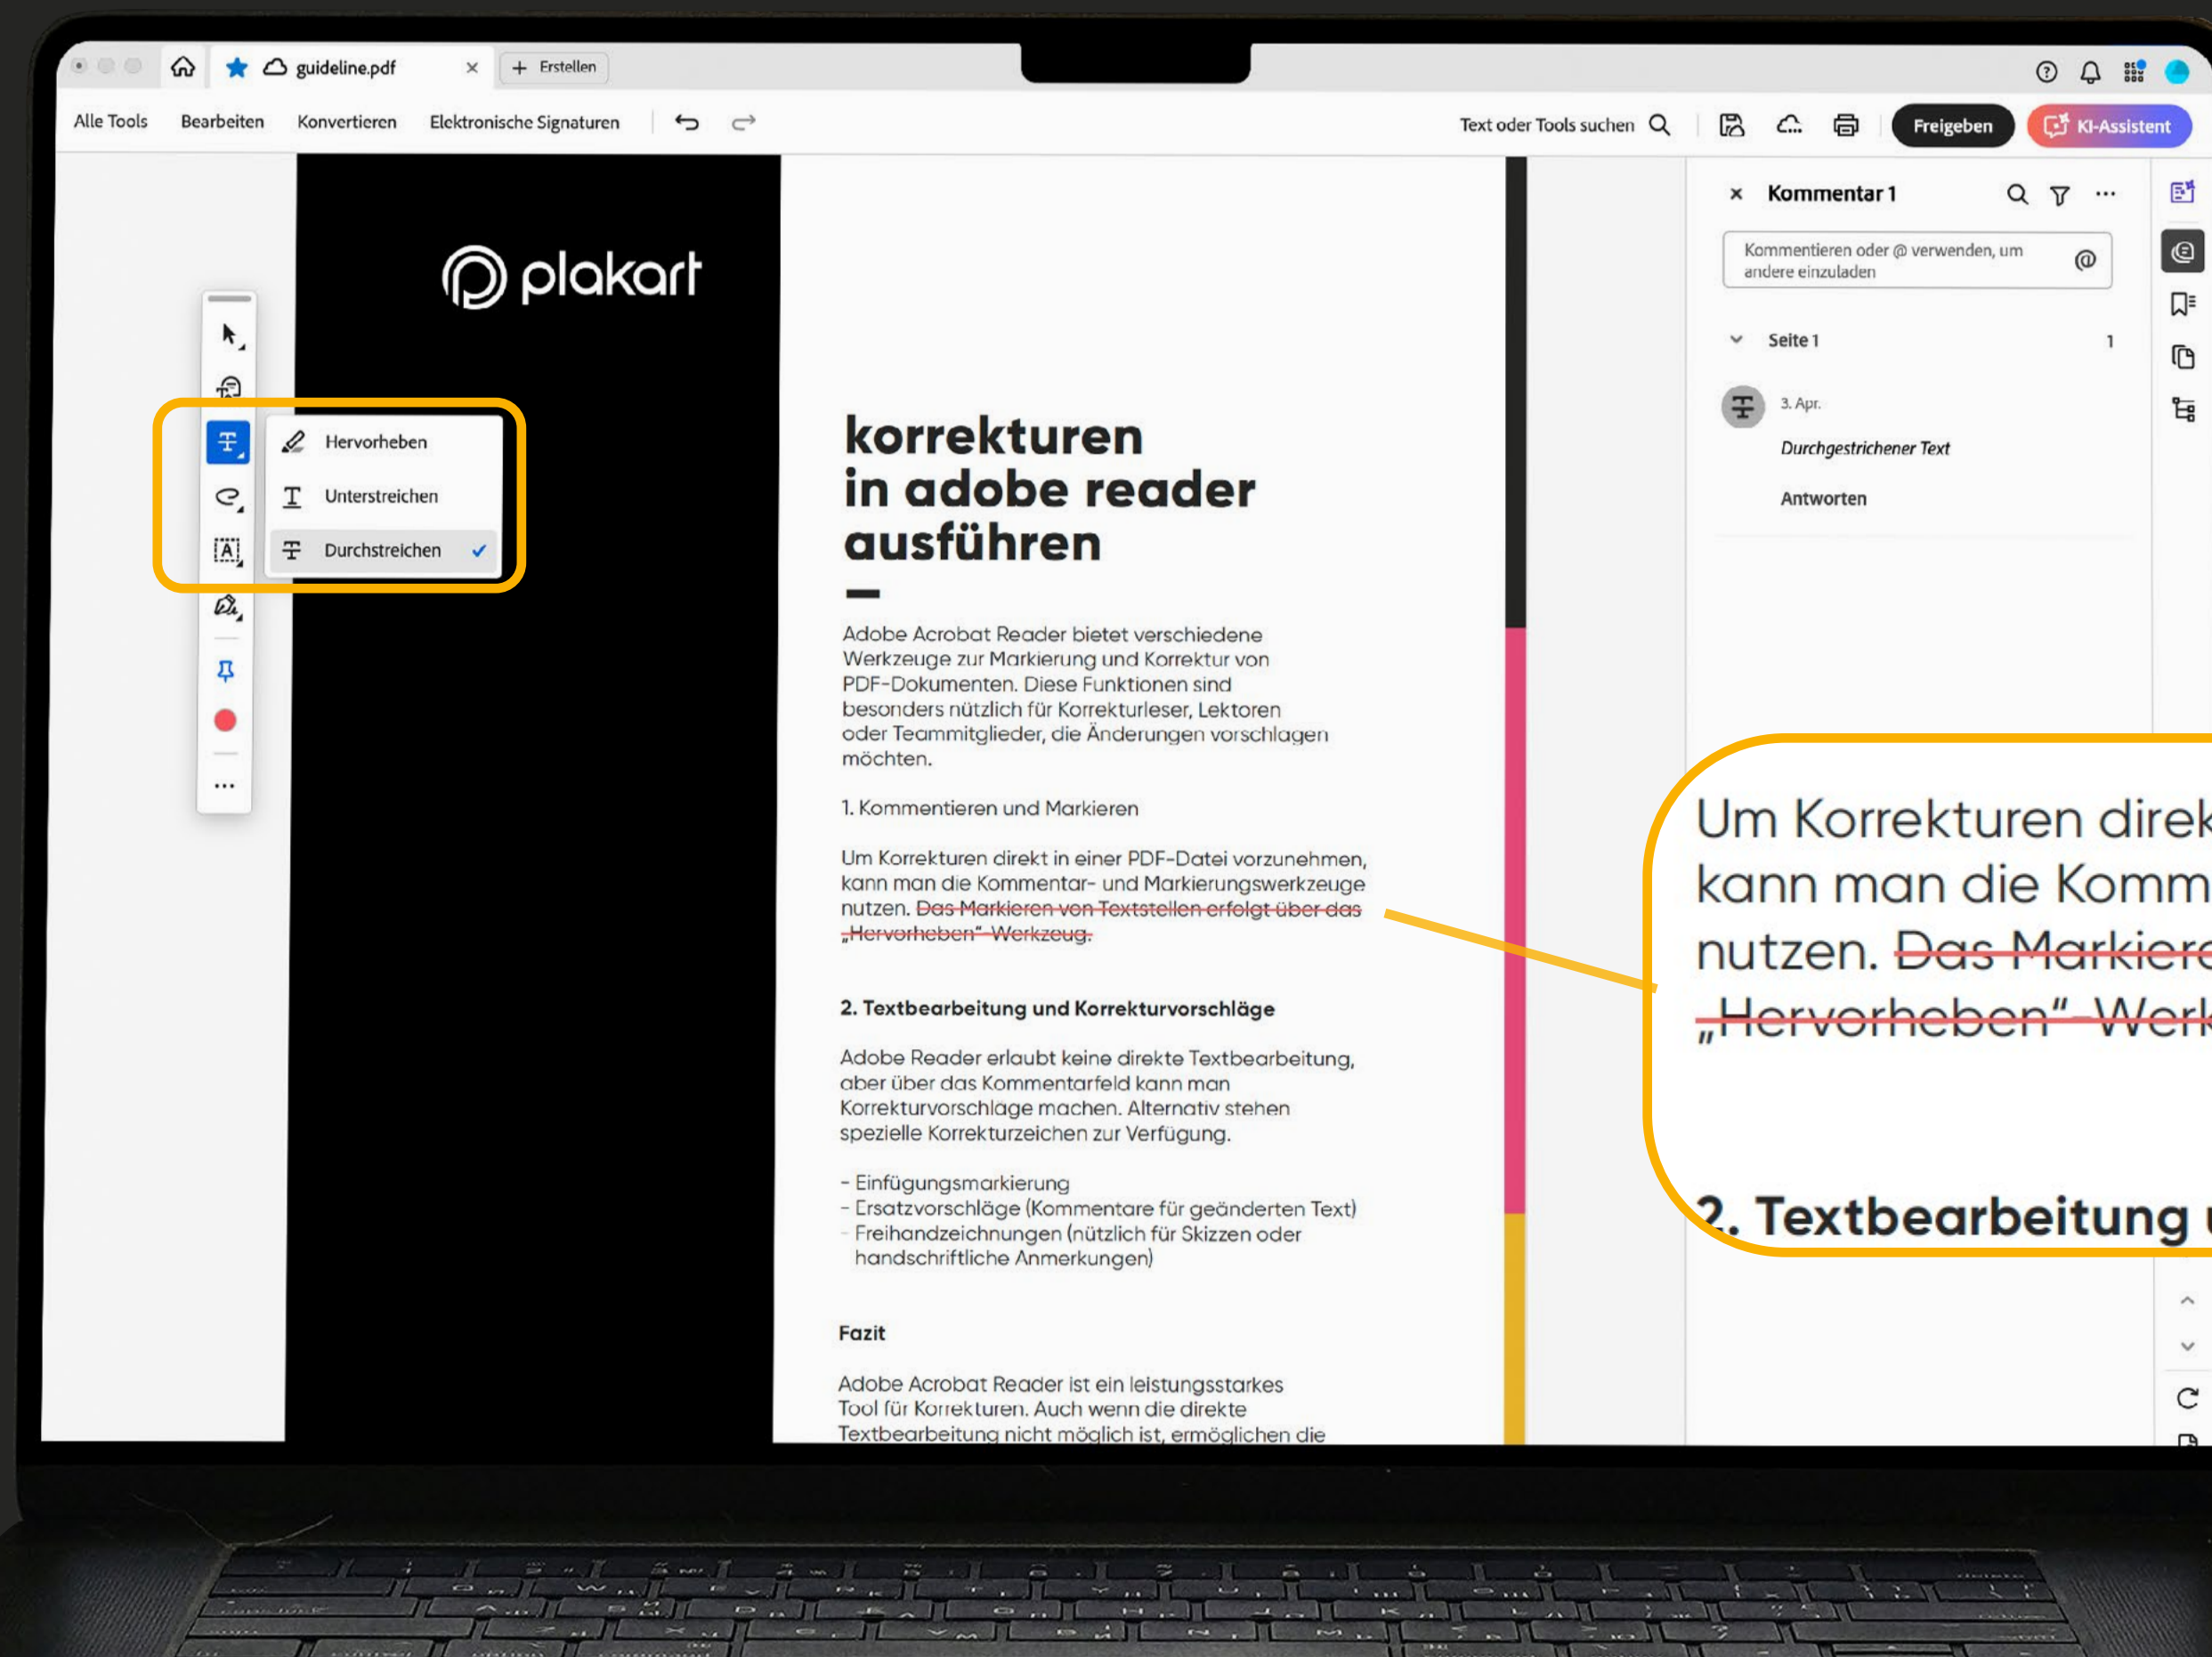 guideline.pdf
+ Erstellen
Alle Tools
Bearbeiten
Konvertieren
Elektronische Signaturen
Text oder Tools suchen
Freigeben
KI-Assistent
plakart
Hervorheben
Unterstreichen
Durchstreichen
korrekturen
in adobe reader
ausführen
Adobe Acrobat Reader bietet verschiedene
Werkzeuge zur Markierung und Korrektur von
PDF-Dokumenten. Diese Funktionen sind
besonders nützlich für Korrekturleser, Lektoren
oder Teammitglieder, die Änderungen vorschlagen
möchten.
1. Kommentieren und Markieren
Um Korrekturen direkt in einer PDF-Datei vorzunehmen,
kann man die Kommentar- und Markierungswerkzeuge
nutzen. Das Markieren von Textstellen erfolgt über das
„Hervorheben“-Werkzeug.
2. Textbearbeitung und Korrekturvorschläge
Adobe Reader erlaubt keine direkte Textbearbeitung,
aber über das Kommentarfeld kann man
Korrekturvorschläge machen. Alternativ stehen
spezielle Korrekturzeichen zur Verfügung.
- Einfügungsmarkierung
- Ersatzvorschläge (Kommentare für geänderten Text)
- Freihandzeichnungen (nützlich für Skizzen oder
handschriftliche Anmerkungen)
Fazit
Adobe Acrobat Reader ist ein leistungsstarkes
Tool für Korrekturen. Auch wenn die direkte
Textbearbeitung nicht möglich ist, ermöglichen die
Kommentar 1
Kommentieren oder @ verwenden, um
andere einzuladen
@
Seite 1
1
3. Apr.
Durchgestrichener Text
Antworten
Um Korrekturen direk
kann man die Komm
nutzen. Das Markiere
„Hervorheben“-Werk
2. Textbearbeitung u